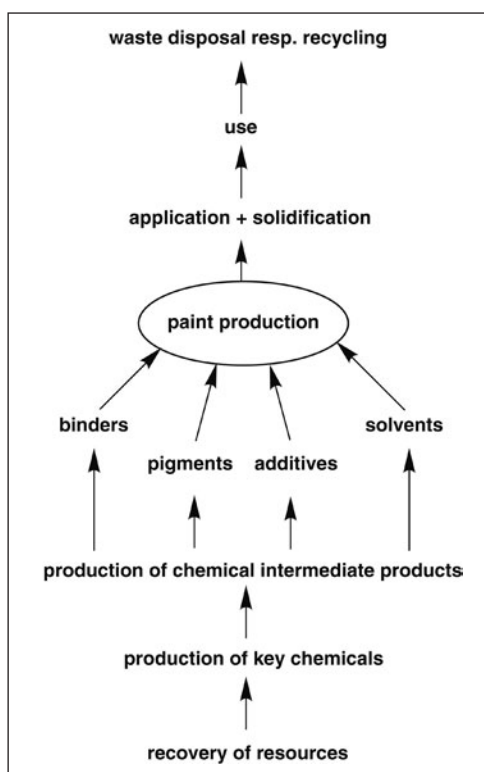 waste disposal resp. recycling
use
application + solidification
paint production
binders
solvents
pigments
additives
production of chemical intermediate products
production of key chemicals
recovery of resources